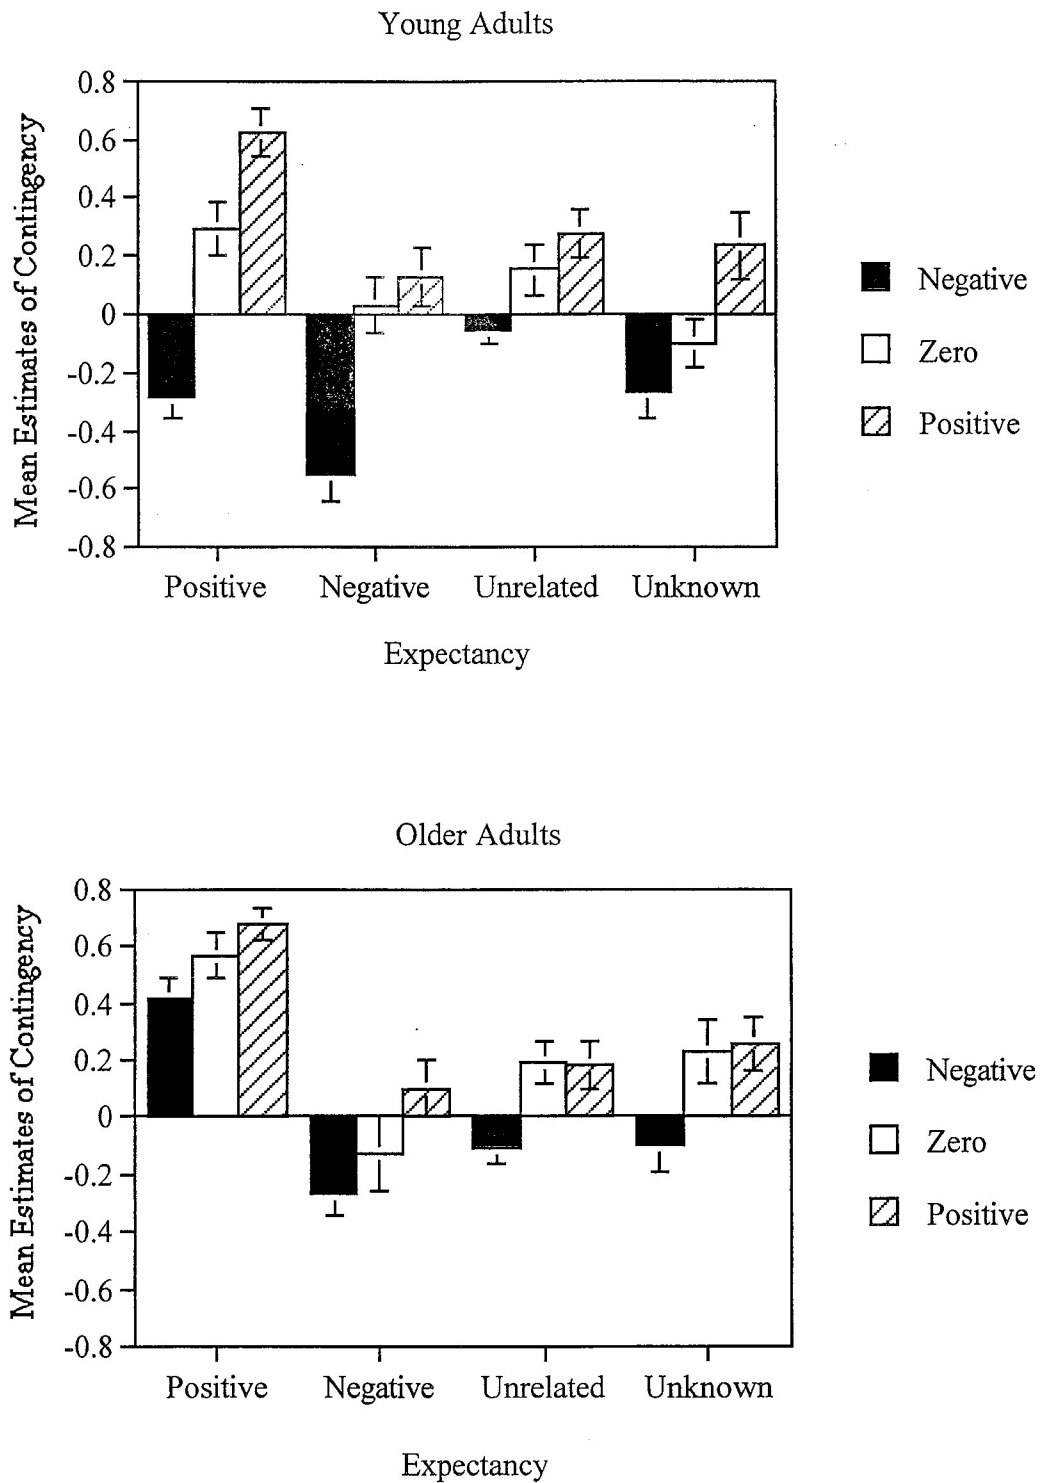 Young Adults
Mean Estimates of Contingency
0.8
0.6
0.4
0.2
0
-0.2
-0.4
-0.6
-0.8
Positive Negative Unrelated Unknown
Expectancy
Negative
Zero
Positive
Older Adults
Mean Estimates of Contingency
0.8
0.6
0.4
0.2
0
-0.2
-0.4
-0.6
-0.8
Positive Negative Unrelated Unknown
Expectancy
Negative
Zero
Positive